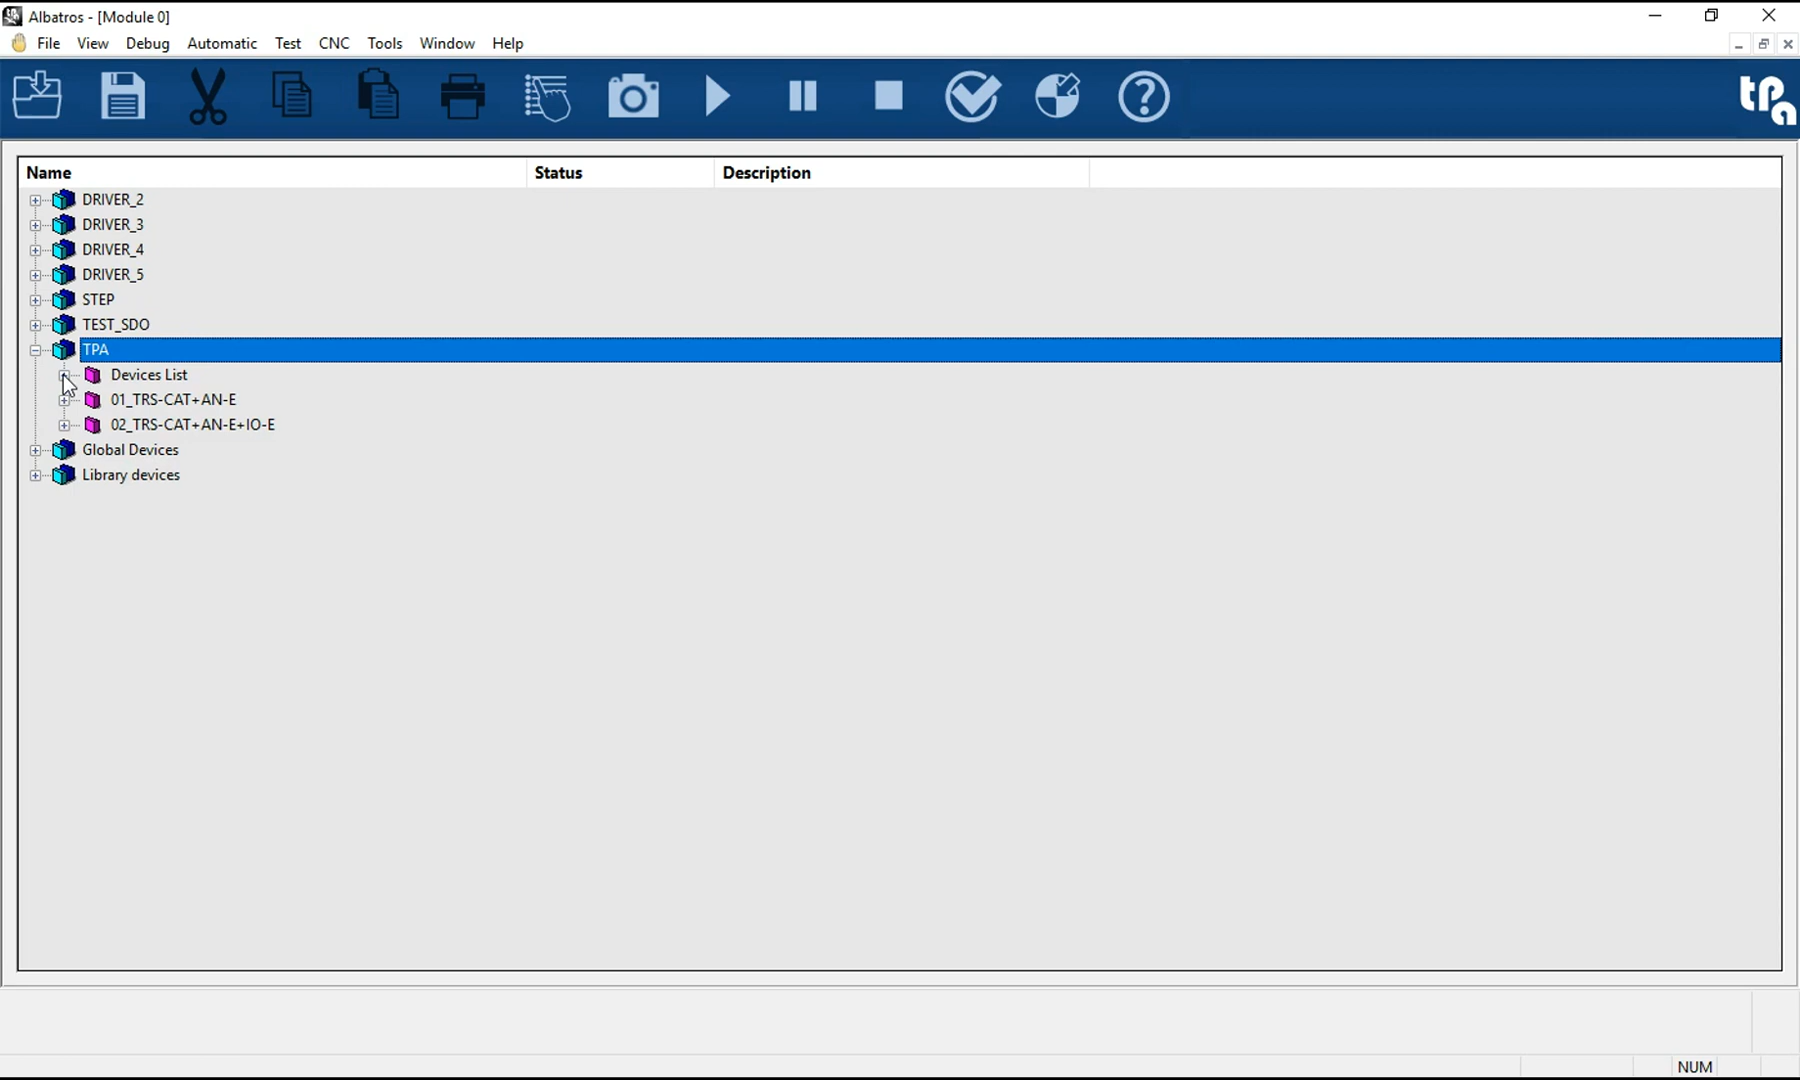 Albatros - [Module 0]
File View Debug Automatic Test CNC Tools Window Help
tpa
Name Status Description
DRIVER_2
DRIVER_3
DRIVER_4
DRIVER_5
STEP
TEST_SDO
TPA
Devices List
01_TRS-CAT+AN-E
02_TRS-CAT+AN-E+IO-E
Global Devices
Library devices
NUM